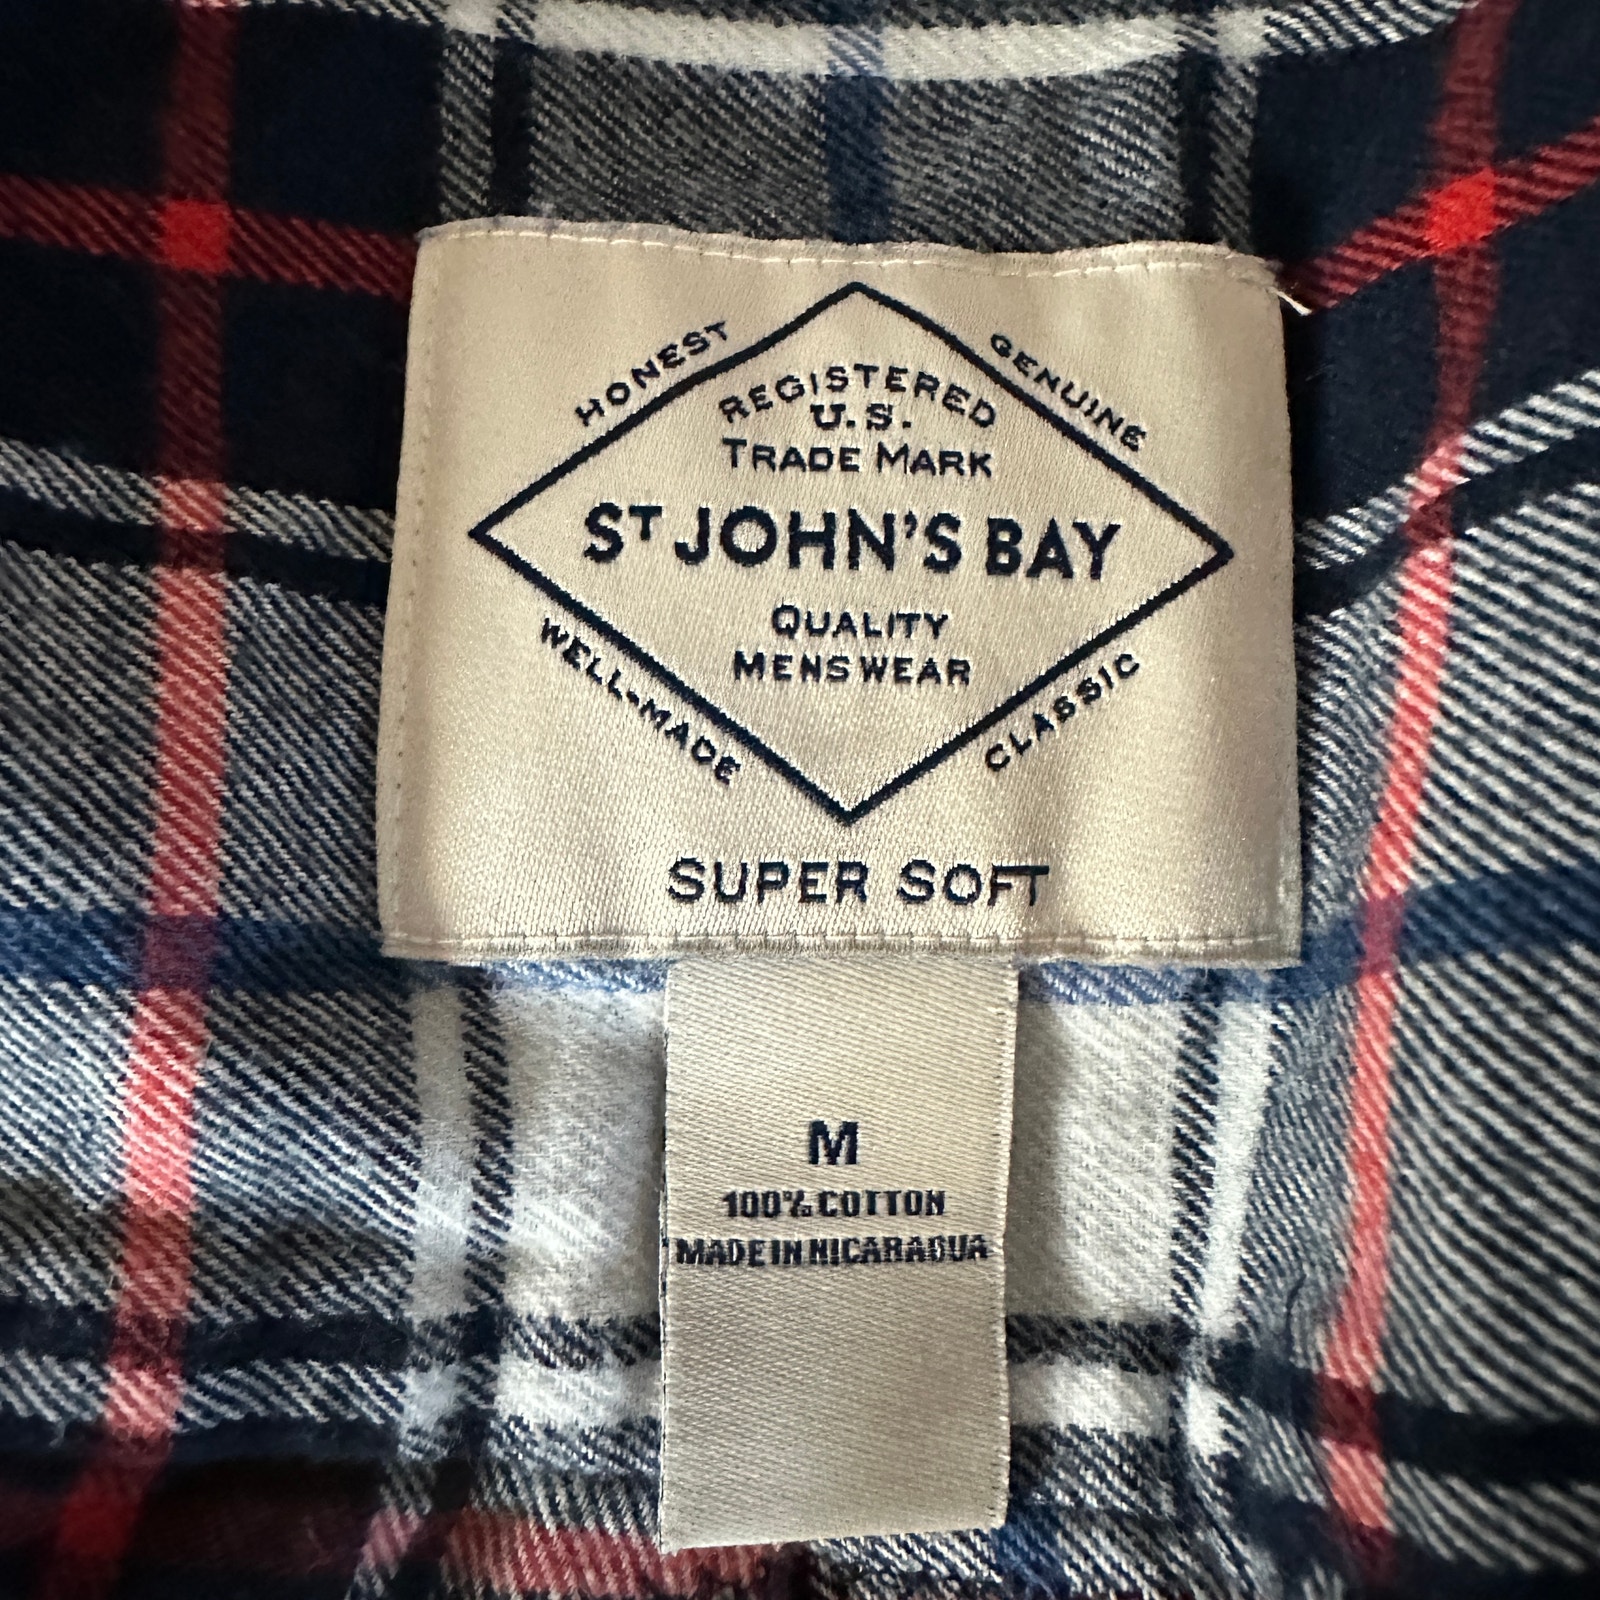 HONEST
GENUINE
REGISTERED
U.S.
TRADE MARK
ST JOHN'S BAY
QUALITY
MENSWEAR
WELL-MADE
CLASSIC
SUPER SOFT
M
100% COTTON
MADE IN NICARAGUA